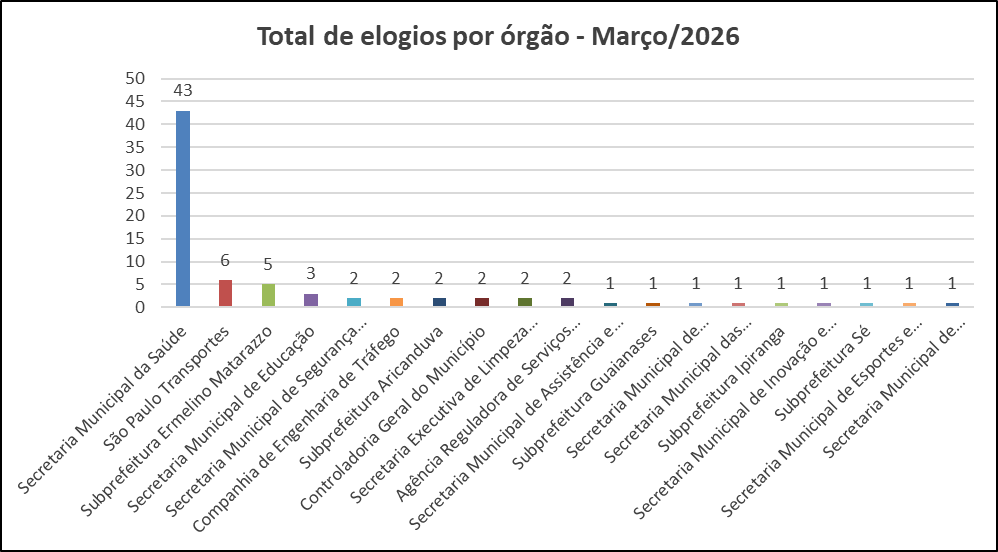 Total de elogios por órgão - Março/2026
50
45
40
35
30
25
20
15
10
5
0
43
6
5
3
2
2
2
2
2
2
1
1
1
1
1
1
1
1
1
Secretaria Municipal da Saúde
São Paulo Transportes
Subprefeitura Ermelino Matarazzo
Secretaria Municipal de Educação
Secretaria Municipal de Segurança...
Companhia de Engenharia de Tráfego
Subprefeitura Aricanduva
Controladoria Geral do Município
Secretaria Executiva de Limpeza...
Agência Reguladora de Serviços...
Secretaria Municipal de Assistência e...
Subprefeitura Guaianases
Secretaria Municipal de...
Secretaria Municipal das...
Subprefeitura Ipiranga
Secretaria Municipal de Inovação e...
Subprefeitura Sé
Secretaria Municipal de Esportes e...
Secretaria Municipal de...